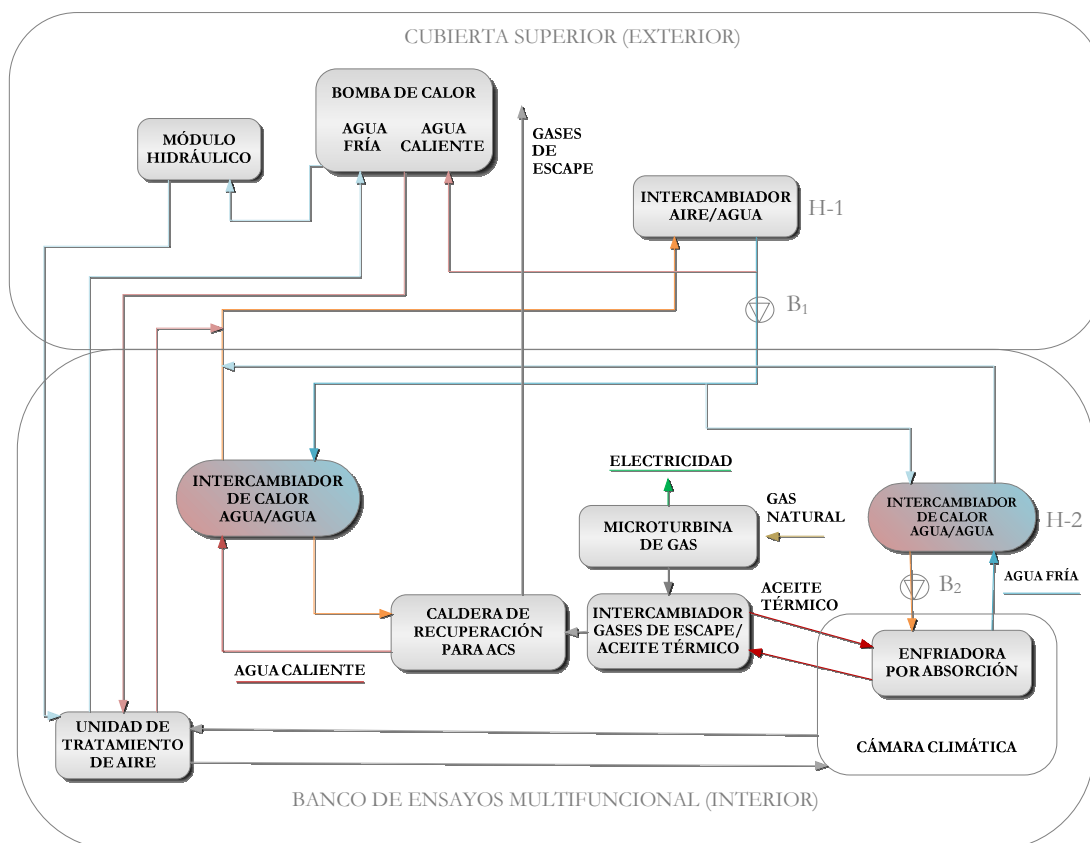 CUBIERTA SUPERIOR (EXTERIOR)
BOMBA DE CALOR
AGUA
FRÍA
AGUA
CALIENTE
MÓDULO
HIDRÁULICO
GASES
DE
ESCAPE
INTERCAMBIADOR
AIRE/AGUA
H-1
B1
INTERCAMBIADOR
DE CALOR
AGUA/AGUA
ELECTRICIDAD
MICROTURBINA
DE GAS
GAS
NATURAL
INTERCAMBIADOR
DE CALOR
AGUA/AGUA
H-2
B2
AGUA FRÍA
ACEITE
TÉRMICO
CALDERA DE
RECUPERACIÓN
PARA ACS
INTERCAMBIADOR
GASES DE ESCAPE/
ACEITE TÉRMICO
ENFRIADORA
POR ABSORCIÓN
AGUA CALIENTE
UNIDAD DE
TRATAMIENTO
DE AIRE
CÁMARA CLIMÁTICA
BANCO DE ENSAYOS MULTIFUNCIONAL (INTERIOR)